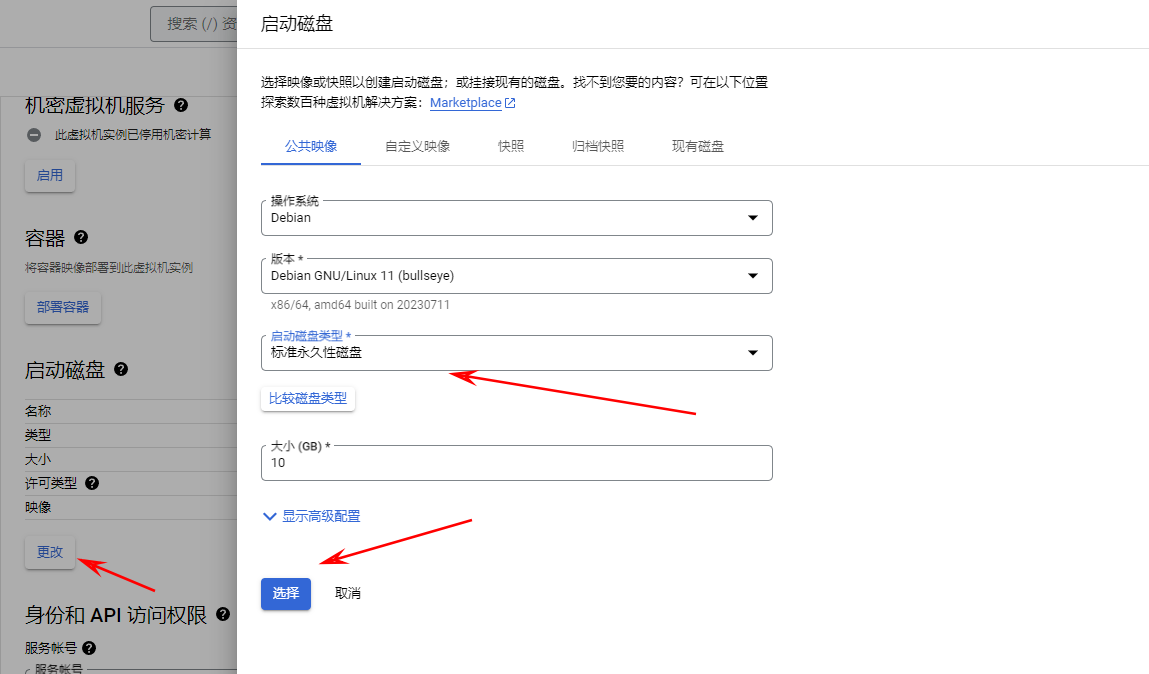 搜索 (/) 资
机密虚拟机服务
此虚拟机实例已停用机密计算
启用
容器
将容器映像部署到此虚拟机实例
部署容器
启动磁盘
名称
类型
大小
许可类型
映像
更改
身份和 API 访问权限
服务帐号
服务帐号
启动磁盘
选择映像或快照以创建启动磁盘；或挂接现有的磁盘。找不到您要的内容？可在以下位置
探索数百种虚拟机解决方案：Marketplace
公共映像 自定义映像 快照 归档快照 现有磁盘
操作系统
Debian
版本 *
Debian GNU/Linux 11 (bullseye)
x86/64, amd64 built on 20230711
启动磁盘类型 *
标准永久性磁盘
比较磁盘类型
大小 (GB) *
10
显示高级配置
选择 取消